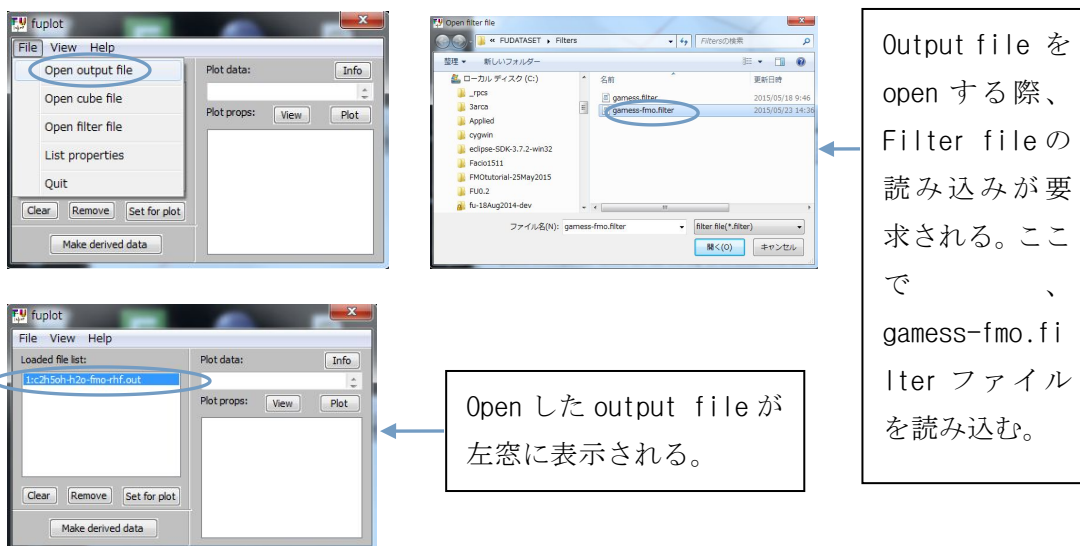 fuplot
File View Help
Open output file
Open cube file
Open filter file
List properties
Quit
Clear Remove Set for plot
Make derived data
Plot data: Info
Plot props: View Plot
Open filter file
« FUDATASET ▸ Filters
Filtersの検索
整理 ▼ 新しいフォルダー
ローカル ディスク (C:)
_rpcs
3arca
Applied
cygwin
eclipse-SDK-3.7.2-win32
Facio1511
FMOtutorial-25May2015
FU0.2
fu-18Aug2014-dev
名前 更新日時
gamess.filter 2015/05/18 9:46
gamess-fmo.filter 2015/05/23 14:36
ファイル名(N): gamess-fmo.filter filter file(*.filter)
開く(O) キャンセル
Output file を
open する際、
Filter file の
読み込みが要
求される。ここ
で、
gamess-fmo.fi
lter ファイル
を読み込む。
fuplot
File View Help
Loaded file list:
1:c2h5oh-h2o-fmo-rhf.out
Clear Remove Set for plot
Make derived data
Plot data: Info
Plot props: View Plot
Open した output file が
左窓に表示される。